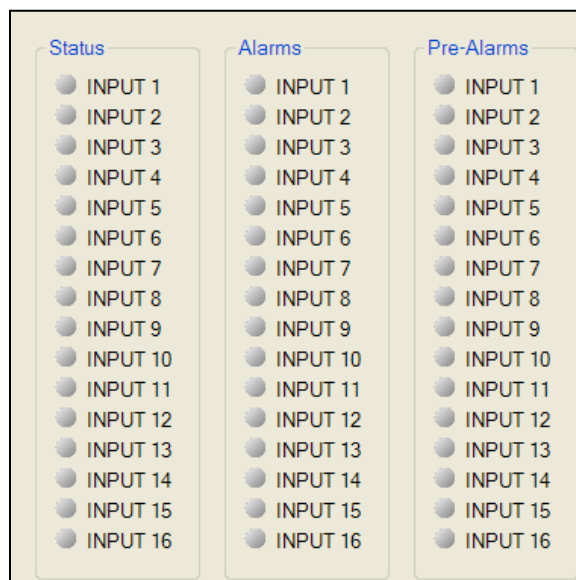 Status
INPUT 1
INPUT 2
INPUT 3
INPUT 4
INPUT 5
INPUT 6
INPUT 7
INPUT 8
INPUT 9
INPUT 10
INPUT 11
INPUT 12
INPUT 13
INPUT 14
INPUT 15
INPUT 16
Alarms
INPUT 1
INPUT 2
INPUT 3
INPUT 4
INPUT 5
INPUT 6
INPUT 7
INPUT 8
INPUT 9
INPUT 10
INPUT 11
INPUT 12
INPUT 13
INPUT 14
INPUT 15
INPUT 16
Pre-Alarms
INPUT 1
INPUT 2
INPUT 3
INPUT 4
INPUT 5
INPUT 6
INPUT 7
INPUT 8
INPUT 9
INPUT 10
INPUT 11
INPUT 12
INPUT 13
INPUT 14
INPUT 15
INPUT 16